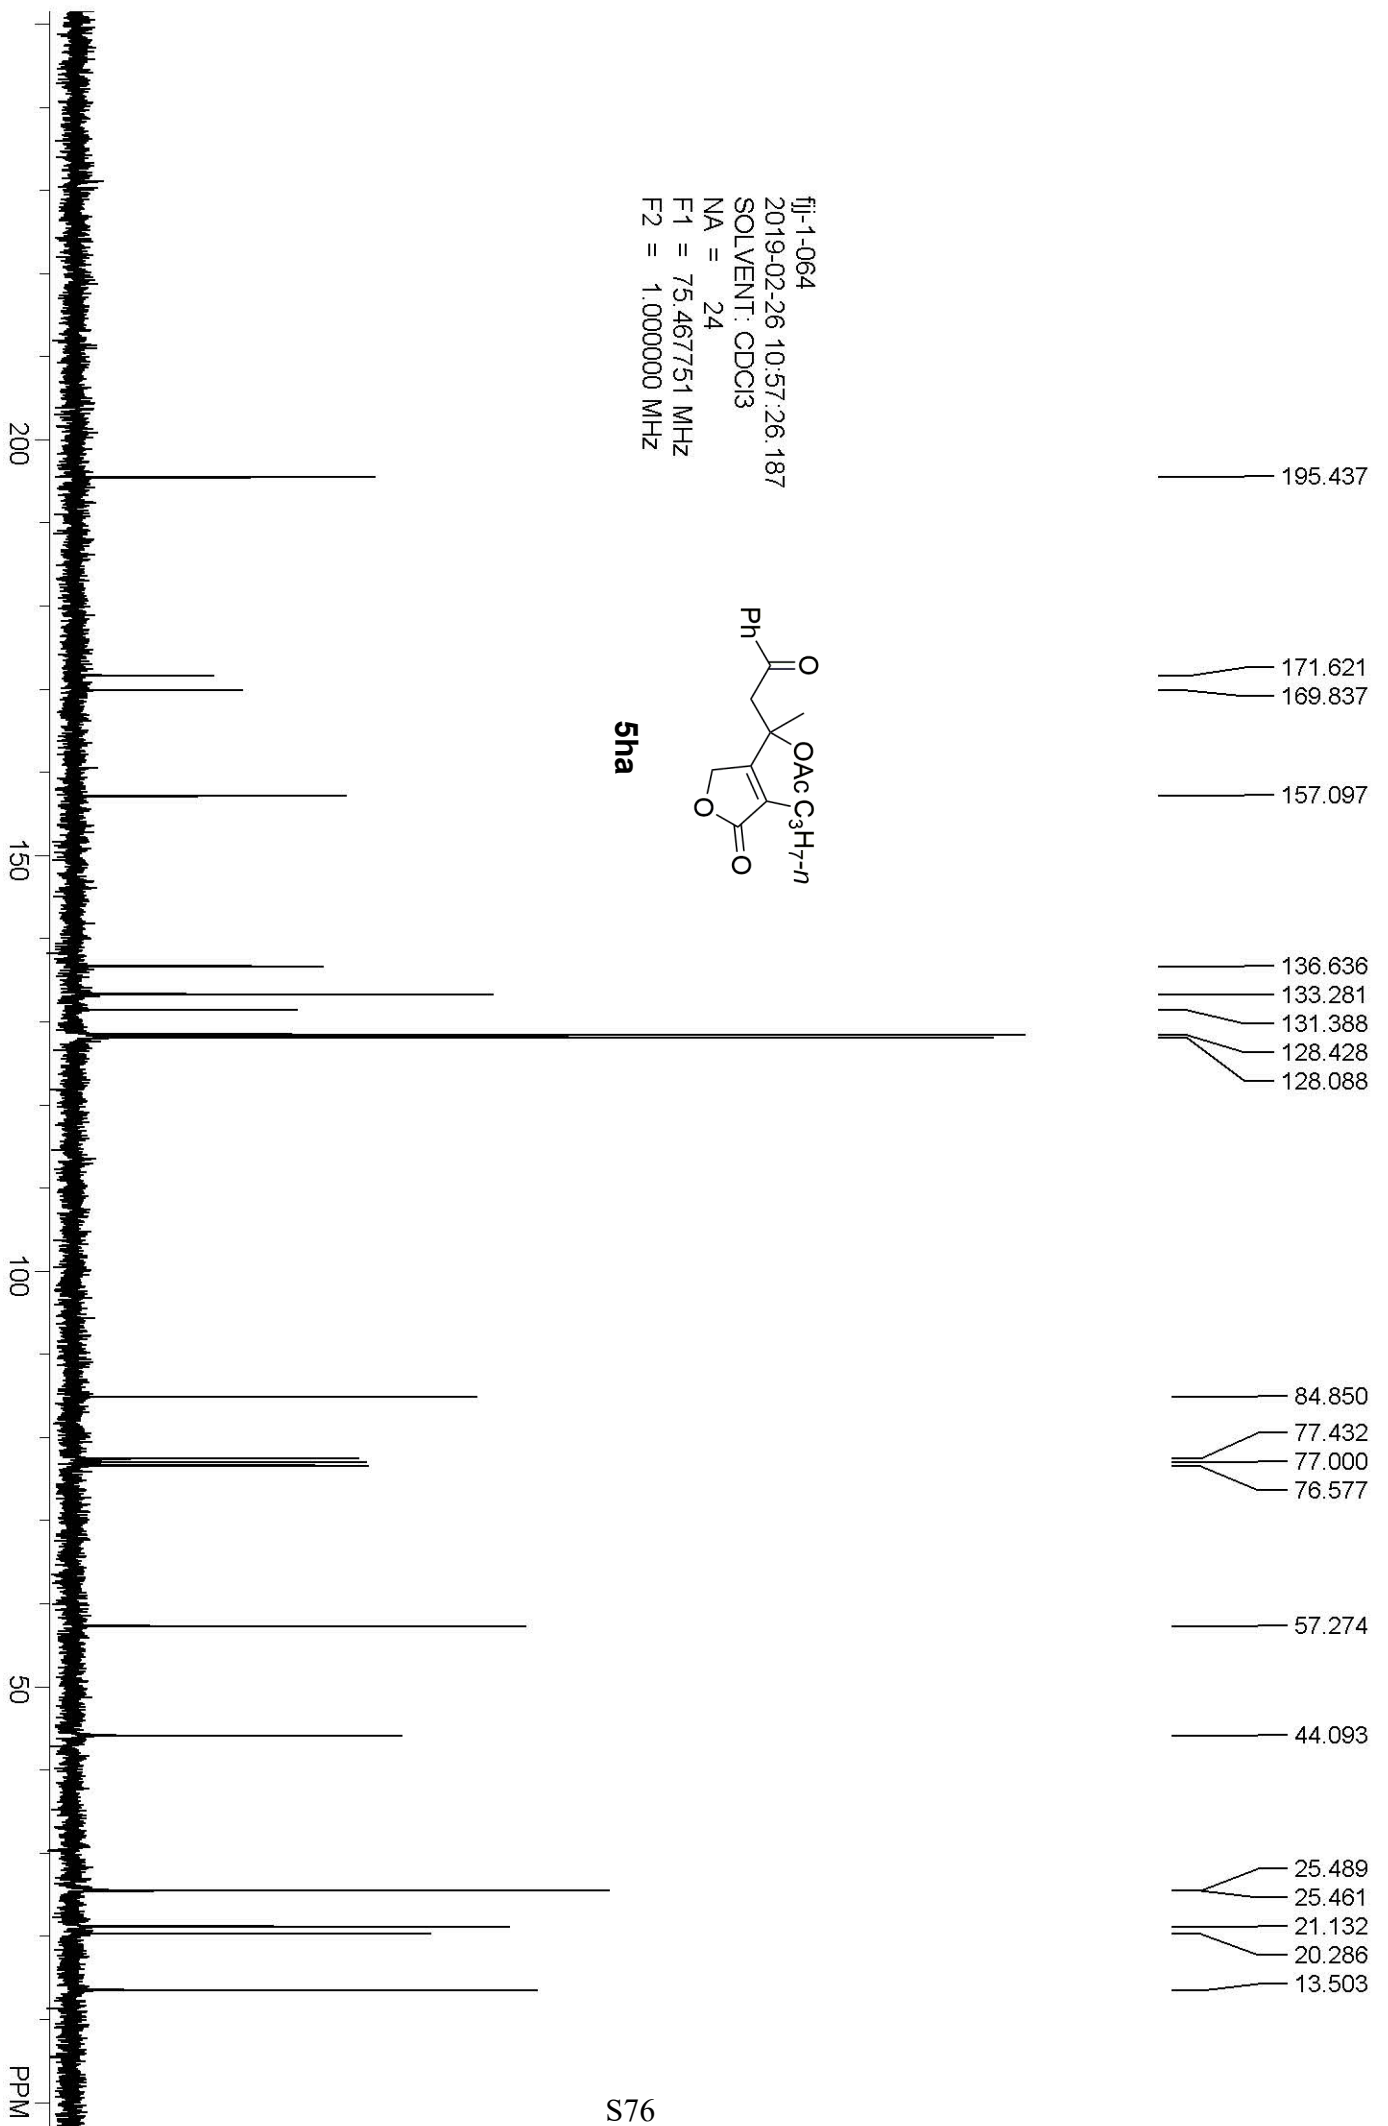 fjj-1-064
2019-02-26 10:57:26.187
SOLVENT: CDCl3
NA = 24
F1 = 75.467751 MHz
F2 = 1.000000 MHz
Ph
O
OAc
C3H7-n
O
O
5ha
195.437
171.621
169.837
157.097
136.636
133.281
131.388
128.428
128.088
84.850
77.432
77.000
76.577
57.274
44.093
25.489
25.461
21.132
20.286
13.503
200
150
100
50
PPM
S76